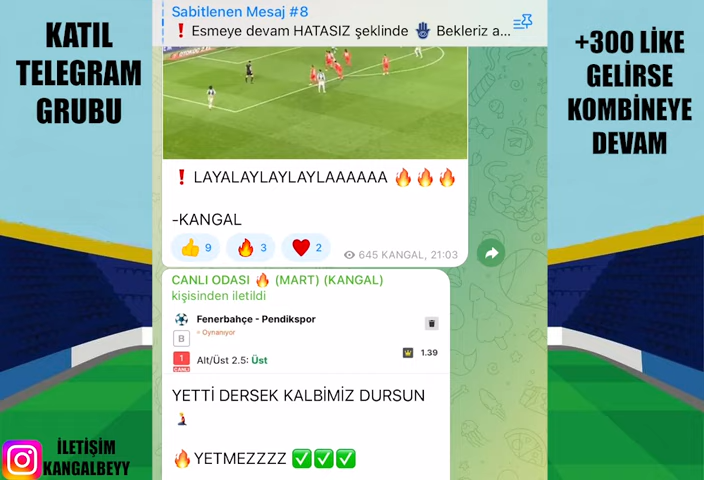 KATIL
TELEGRAM
GRUBU
Sabitlenen Mesaj #8
❗ Esmeye devam HATASIZ şeklinde 🪬 Bekleriz a...
+300 LİKE
GELİRSE
KOMBİNEYE
DEVAM
❗ LAYALAYLAYLAYLAAAAAA 🔥🔥🔥
-KANGAL
👍 9 🔥 3 ❤️ 2
645 KANGAL, 21:03
CANLI ODASI 🔥 (MART) (KANGAL)
kişisinden iletildi
Fenerbahçe - Pendikspor
Oynanıyor
B
1
CANLI
Alt/Üst 2.5: Üst
1.39
YETTİ DERSEK KALBİMİZ DURSUN
🔥YETMEZZZZ ✅✅✅
İLETİŞİM
KANGALBEYY